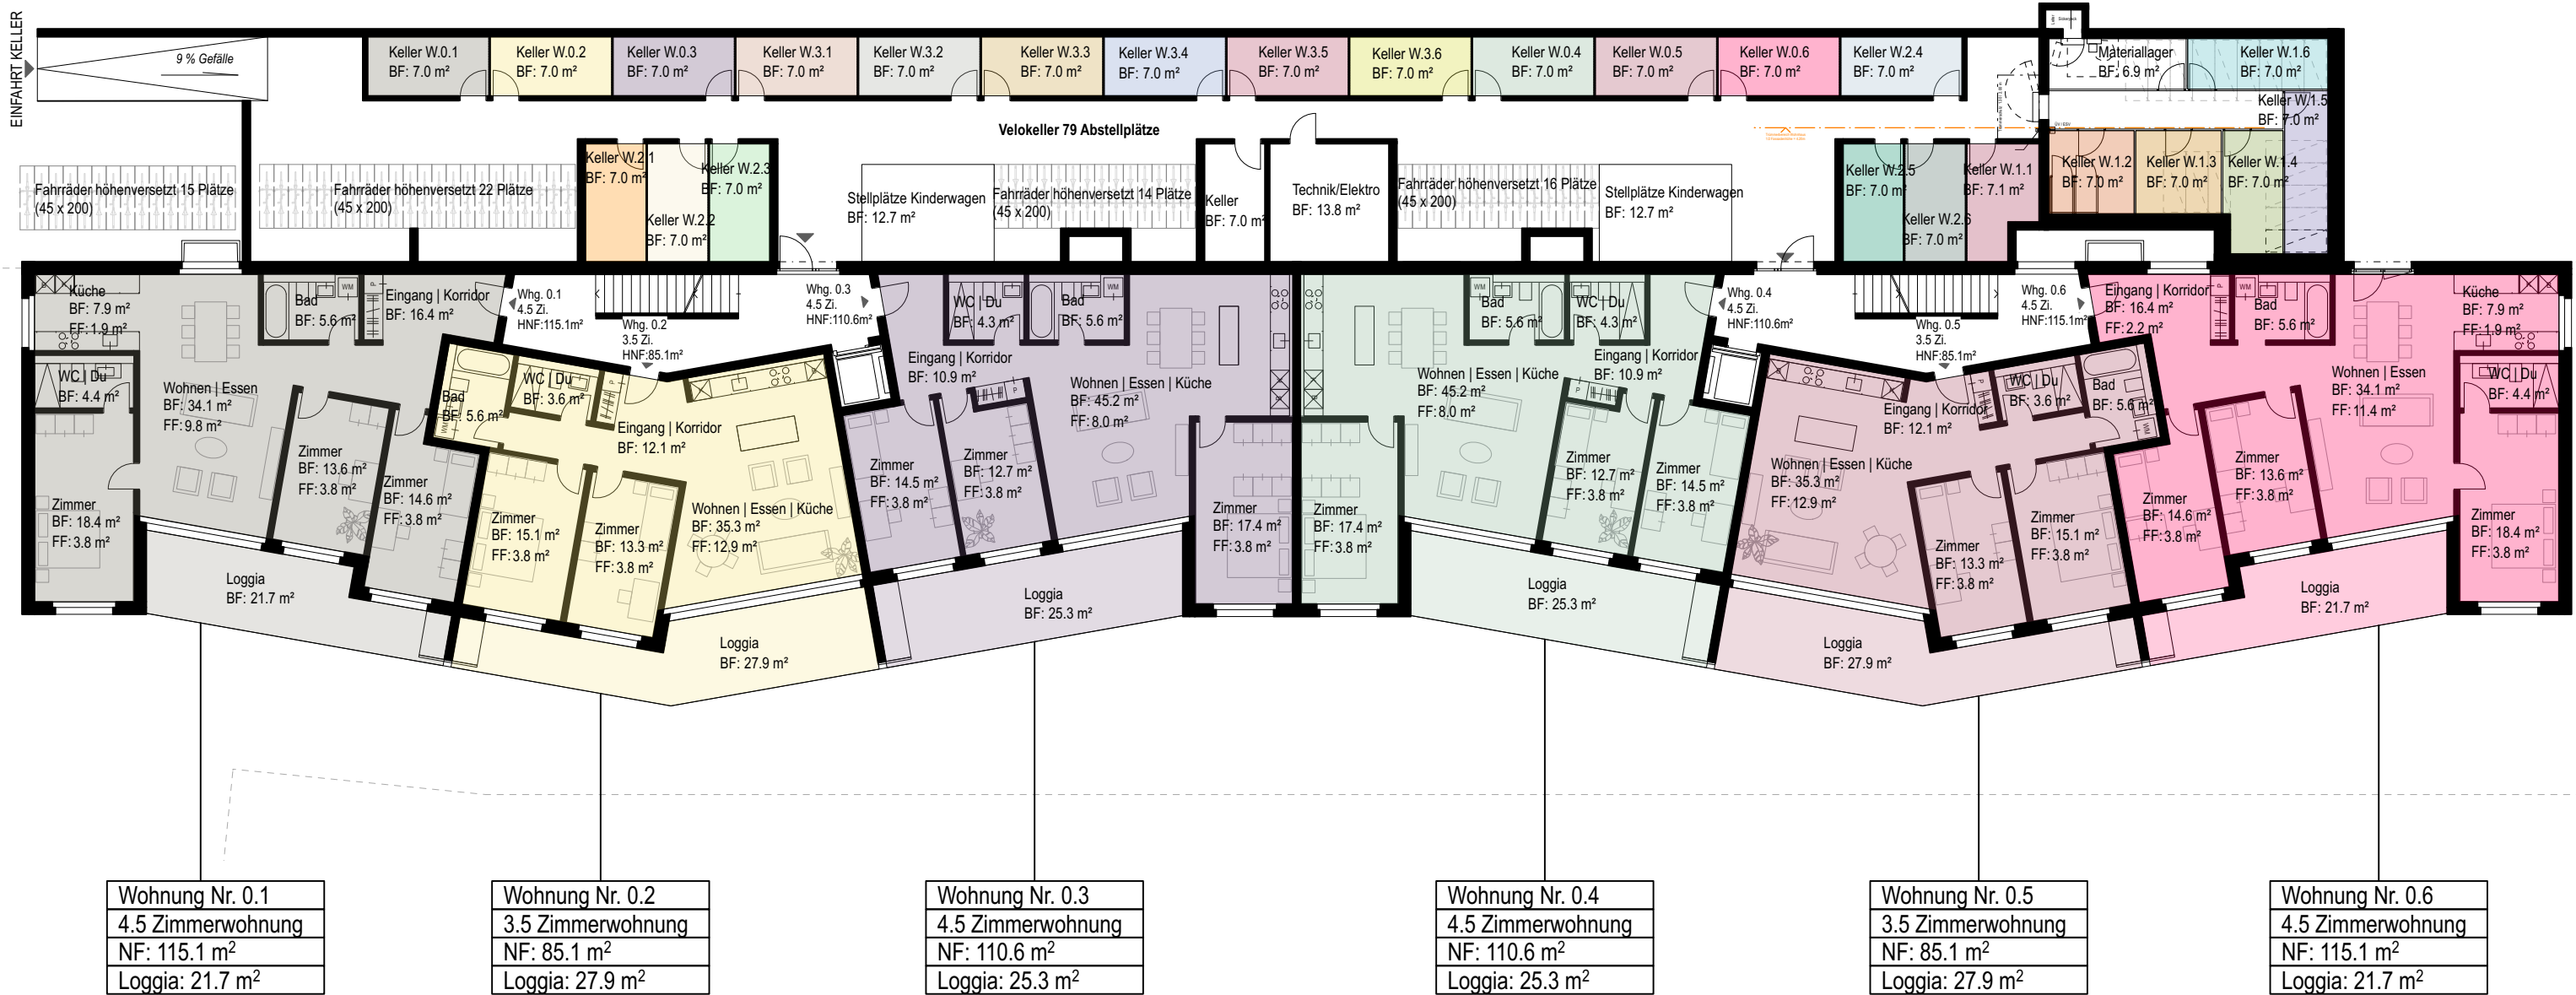 EINFAHRT KELLER
9 % Gefälle
Keller W.0.1
BF: 7.0 m²
Keller W.0.2
BF: 7.0 m²
Keller W.0.3
BF: 7.0 m²
Keller W.3.1
BF: 7.0 m²
Keller W.3.2
BF: 7.0 m²
Keller W.3.3
BF: 7.0 m²
Keller W.3.4
BF: 7.0 m²
Keller W.3.5
BF: 7.0 m²
Keller W.3.6
BF: 7.0 m²
Keller W.0.4
BF: 7.0 m²
Keller W.0.5
BF: 7.0 m²
Keller W.0.6
BF: 7.0 m²
Keller W.2.4
BF: 7.0 m²
Materiallager
BF: 6.9 m²
Keller W.1.6
BF: 7.0 m²
Keller W.1.5
BF: 7.0 m²
Velokeller 79 Abstellplätze
Fahrräder höhenversetzt 15 Plätze
(45 x 200)
Fahrräder höhenversetzt 22 Plätze
(45 x 200)
Keller W.2.1
BF: 7.0 m²
Keller W.2.2
BF: 7.0 m²
Keller W.2.3
BF: 7.0 m²
Stellplätze Kinderwagen
BF: 12.7 m²
Fahrräder höhenversetzt 14 Plätze
(45 x 200)
Keller
BF: 7.0 m²
Technik/Elektro
BF: 13.8 m²
Fahrräder höhenversetzt 16 Plätze
(45 x 200)
Stellplätze Kinderwagen
BF: 12.7 m²
Keller W.2.5
BF: 7.0 m²
Keller W.2.6
BF: 7.0 m²
Keller W.1.1
BF: 7.1 m²
Keller W.1.2
BF: 7.0 m²
Keller W.1.3
BF: 7.0 m²
Keller W.1.4
BF: 7.0 m²
Küche
BF: 7.9 m²
FF: 1.9 m²
Bad
BF: 5.6 m²
WM
P
Eingang | Korridor
BF: 16.4 m²
WC | Du
BF: 4.4 m²
Wohnen | Essen
BF: 34.1 m²
FF: 9.8 m²
Zimmer
BF: 13.6 m²
FF: 3.8 m²
Zimmer
BF: 14.6 m²
FF: 3.8 m²
Zimmer
BF: 18.4 m²
FF: 3.8 m²
Loggia
BF: 21.7 m²
Whg. 0.1
4.5 Zi.
HNF:115.1m²
Whg. 0.2
3.5 Zi.
HNF:85.1m²
Whg. 0.3
4.5 Zi.
HNF:110.6m²
Bad
BF: 5.6 m²
WM
WC | Du
BF: 3.6 m²
P
Eingang | Korridor
BF: 12.1 m²
Wohnen | Essen | Küche
BF: 35.3 m²
FF: 12.9 m²
Zimmer
BF: 15.1 m²
FF: 3.8 m²
Zimmer
BF: 13.3 m²
FF: 3.8 m²
Loggia
BF: 27.9 m²
WC | Du
BF: 4.3 m²
Bad
BF: 5.6 m²
WM
Eingang | Korridor
BF: 10.9 m²
P
Wohnen | Essen | Küche
BF: 45.2 m²
FF: 8.0 m²
Zimmer
BF: 14.5 m²
FF: 3.8 m²
Zimmer
BF: 12.7 m²
FF: 3.8 m²
Zimmer
BF: 17.4 m²
FF: 3.8 m²
Loggia
BF: 25.3 m²
WM
Bad
BF: 5.6 m²
WC | Du
BF: 4.3 m²
Eingang | Korridor
BF: 10.9 m²
P
Wohnen | Essen | Küche
BF: 45.2 m²
FF: 8.0 m²
Zimmer
BF: 12.7 m²
FF: 3.8 m²
Zimmer
BF: 14.5 m²
FF: 3.8 m²
Zimmer
BF: 17.4 m²
FF: 3.8 m²
Loggia
BF: 25.3 m²
Whg. 0.4
4.5 Zi.
HNF:110.6m²
Whg. 0.5
3.5 Zi.
HNF:85.1m²
Whg. 0.6
4.5 Zi.
HNF:115.1m²
P
WC | Du
BF: 3.6 m²
Bad
BF: 5.6 m²
WM
Eingang | Korridor
BF: 12.1 m²
Wohnen | Essen | Küche
BF: 35.3 m²
FF: 12.9 m²
Zimmer
BF: 13.3 m²
FF: 3.8 m²
Zimmer
BF: 15.1 m²
FF: 3.8 m²
Loggia
BF: 27.9 m²
Eingang | Korridor
BF: 16.4 m²
FF: 2.2 m²
P
WM
Bad
BF: 5.6 m²
Küche
BF: 7.9 m²
FF: 1.9 m²
WC | Du
BF: 4.4 m²
Wohnen | Essen
BF: 34.1 m²
FF: 11.4 m²
Zimmer
BF: 13.6 m²
FF: 3.8 m²
Zimmer
BF: 14.6 m²
FF: 3.8 m²
Zimmer
BF: 18.4 m²
FF: 3.8 m²
Loggia
BF: 21.7 m²
Wohnung Nr. 0.1
4.5 Zimmerwohnung
NF: 115.1 m²
Loggia: 21.7 m²
Wohnung Nr. 0.2
3.5 Zimmerwohnung
NF: 85.1 m²
Loggia: 27.9 m²
Wohnung Nr. 0.3
4.5 Zimmerwohnung
NF: 110.6 m²
Loggia: 25.3 m²
Wohnung Nr. 0.4
4.5 Zimmerwohnung
NF: 110.6 m²
Loggia: 25.3 m²
Wohnung Nr. 0.5
3.5 Zimmerwohnung
NF: 85.1 m²
Loggia: 27.9 m²
Wohnung Nr. 0.6
4.5 Zimmerwohnung
NF: 115.1 m²
Loggia: 21.7 m²